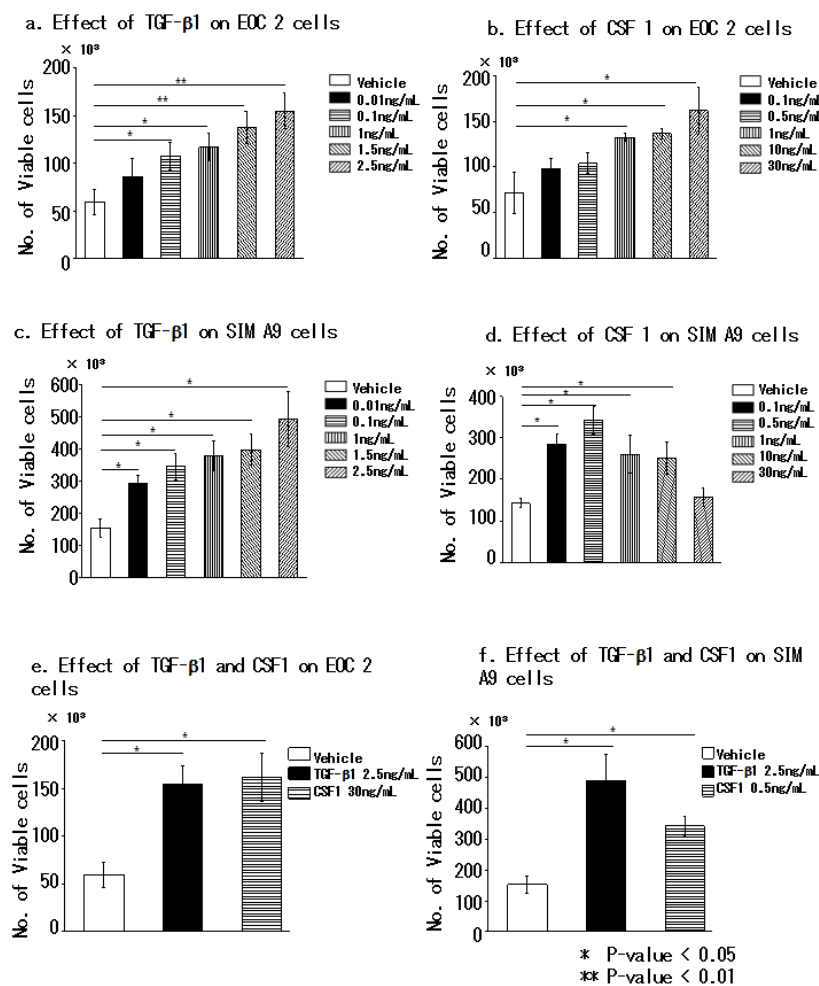 a. Effect of TGF-β1 on EOC 2 cells
× 10³
No. of Viable cells
200
150
100
50
0
*
*
**
**
Vehicle
0.01ng/mL
0.1ng/mL
1ng/mL
1.5ng/mL
2.5ng/mL
b. Effect of CSF 1 on EOC 2 cells
× 10³
No. of Viable cells
200
150
100
50
0
*
*
*
Vehicle
0.1ng/mL
0.5ng/mL
1ng/mL
10ng/mL
30ng/mL
c. Effect of TGF-β1 on SIM A9 cells
× 10³
No. of Viable cells
600
500
400
300
200
100
0
*
*
*
*
*
Vehicle
0.01ng/mL
0.1ng/mL
1ng/mL
1.5ng/mL
2.5ng/mL
d. Effect of CSF 1 on SIM A9 cells
× 10³
No. of Viable cells
400
300
200
100
0
*
*
*
*
Vehicle
0.1ng/mL
0.5ng/mL
1ng/mL
10ng/mL
30ng/mL
e. Effect of TGF-β1 and CSF1 on EOC 2
cells
× 10³
No. of Viable cells
200
150
100
50
0
*
*
Vehicle
TGF-β1 2.5ng/mL
CSF1 30ng/mL
f. Effect of TGF-β1 and CSF1 on SIM
A9 cells
× 10³
No. of Viable cells
600
500
400
300
200
100
0
*
*
Vehicle
TGF-β1 2.5ng/mL
CSF1 0.5ng/mL
* P-value < 0.05
** P-value < 0.01